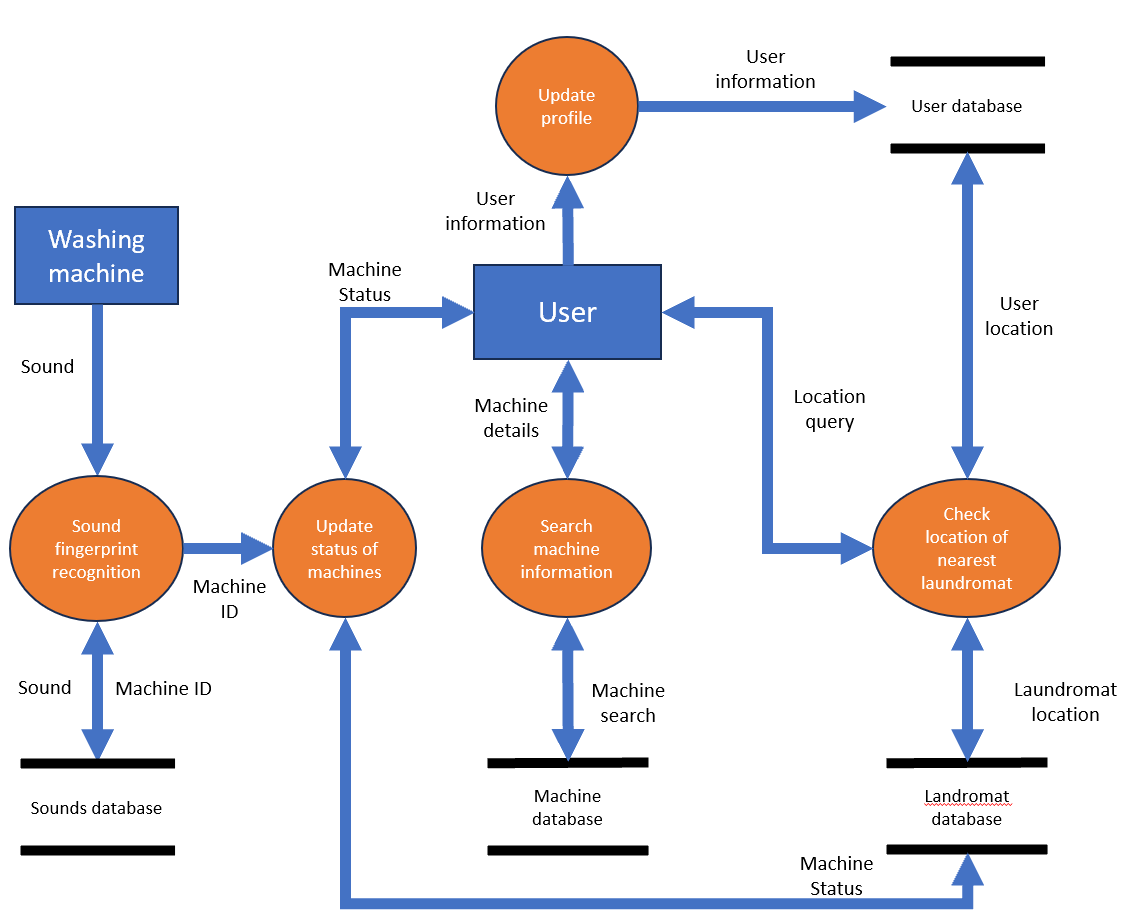 Update
profile
User
information
User database
User
information
Washing
machine
Machine
Status
User
User
location
Sound
Machine
details
Location
query
Sound
fingerprint
recognition
Update
status of
machines
Search
machine
information
Check
location of
nearest
laundromat
Machine
ID
Sound
Machine ID
Machine
search
Laundromat
location
Sounds database
Machine
database
Landromat
database
Machine
Status